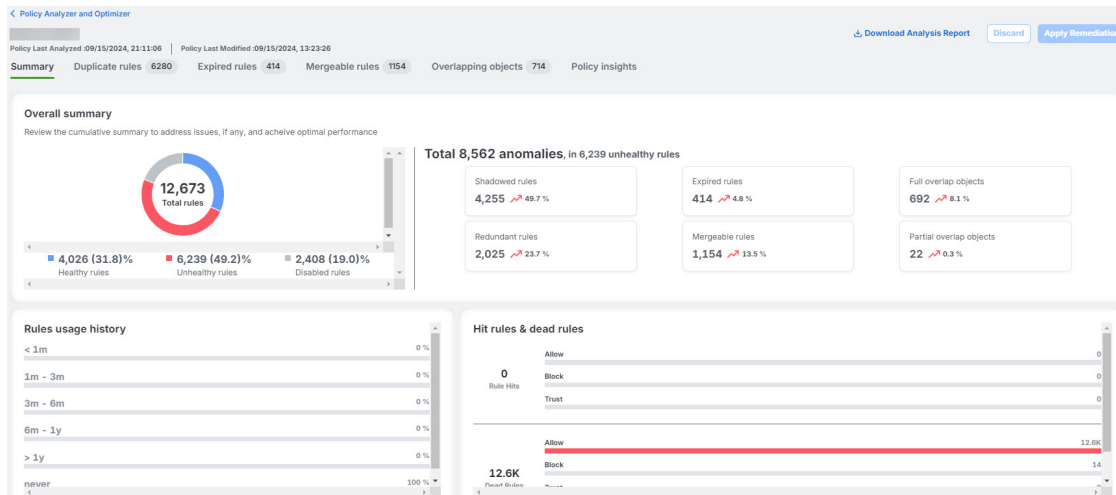 Policy Analyzer and Optimizer
Download Analysis Report Discard Apply Remediation
Policy Last Analyzed :09/15/2024, 21:11:06 Policy Last Modified :09/15/2024, 13:23:26
Summary Duplicate rules 6280 Expired rules 414 Mergeable rules 1154 Overlapping objects 714 Policy insights
Overall summary
Review the cumulative summary to address issues, if any, and acheive optimal performance
12,673
Total rules
4,026 (31.8)% 6,239 (49.2)% 2,408 (19.0)%
Healthy rules Unhealthy rules Disabled rules
Total 8,562 anomalies, in 6,239 unhealthy rules
Shadowed rules
4,255 49.7 %
Expired rules
414 4.8 %
Full overlap objects
692 8.1 %
Redundant rules
2,025 23.7 %
Mergeable rules
1,154 13.5 %
Partial overlap objects
22 0.3 %
Rules usage history
< 1m 0 %
1m - 3m 0 %
3m - 6m 0 %
6m - 1y 0 %
> 1y 0 %
never 100 %
Hit rules & dead rules
0
Rule Hits
Allow 0
Block 0
Trust 0
12.6K
Dead Rules
Allow 12.6K
Block 14
Trust